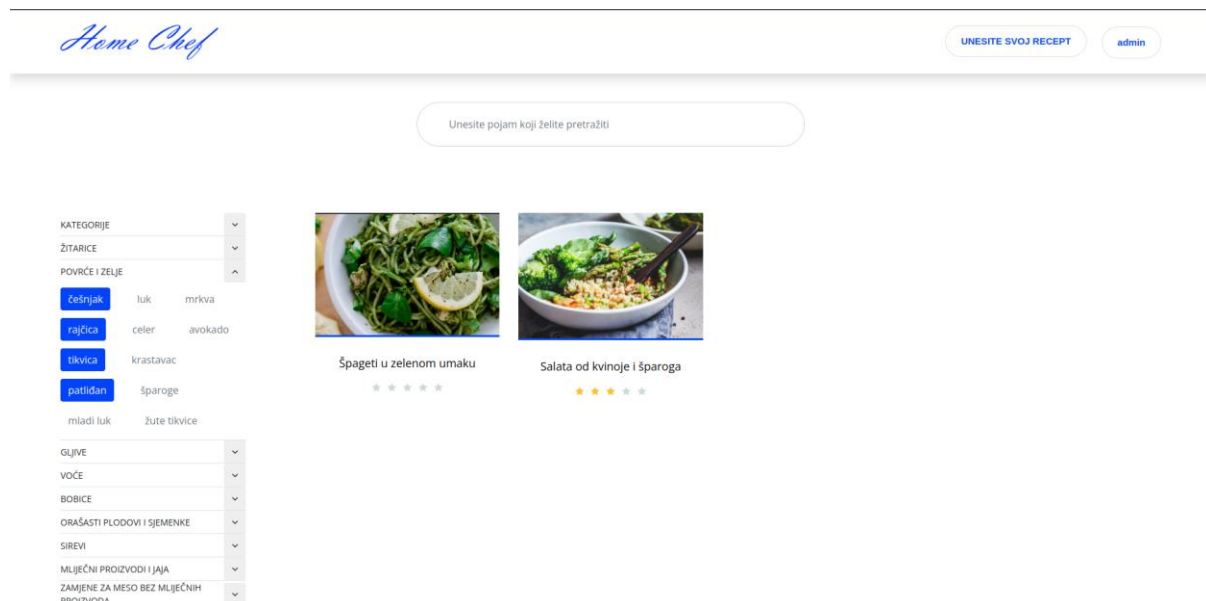 Home Chef
UNESITE SVOJ RECEPT
admin
Unesite pojam koji želite pretražiti
KATEGORIJE
ŽITARICE
POVRĆE I ZELJE
češnjak luk mrkva
rajčica celer avokado
tikvica krastavac
patliđan šparoge
mladi luk žute tikvice
GLJIVE
VOĆE
BOBICE
ORAŠASTI PLODOVI I SJEMENKE
SIREVI
MLIJEČNI PROIZVODI I JAJA
ZAMJENE ZA MESO BEZ MLIJEČNIH
PROIZVODA
Špageti u zelenom umaku
Salata od kvinoje i šparoga